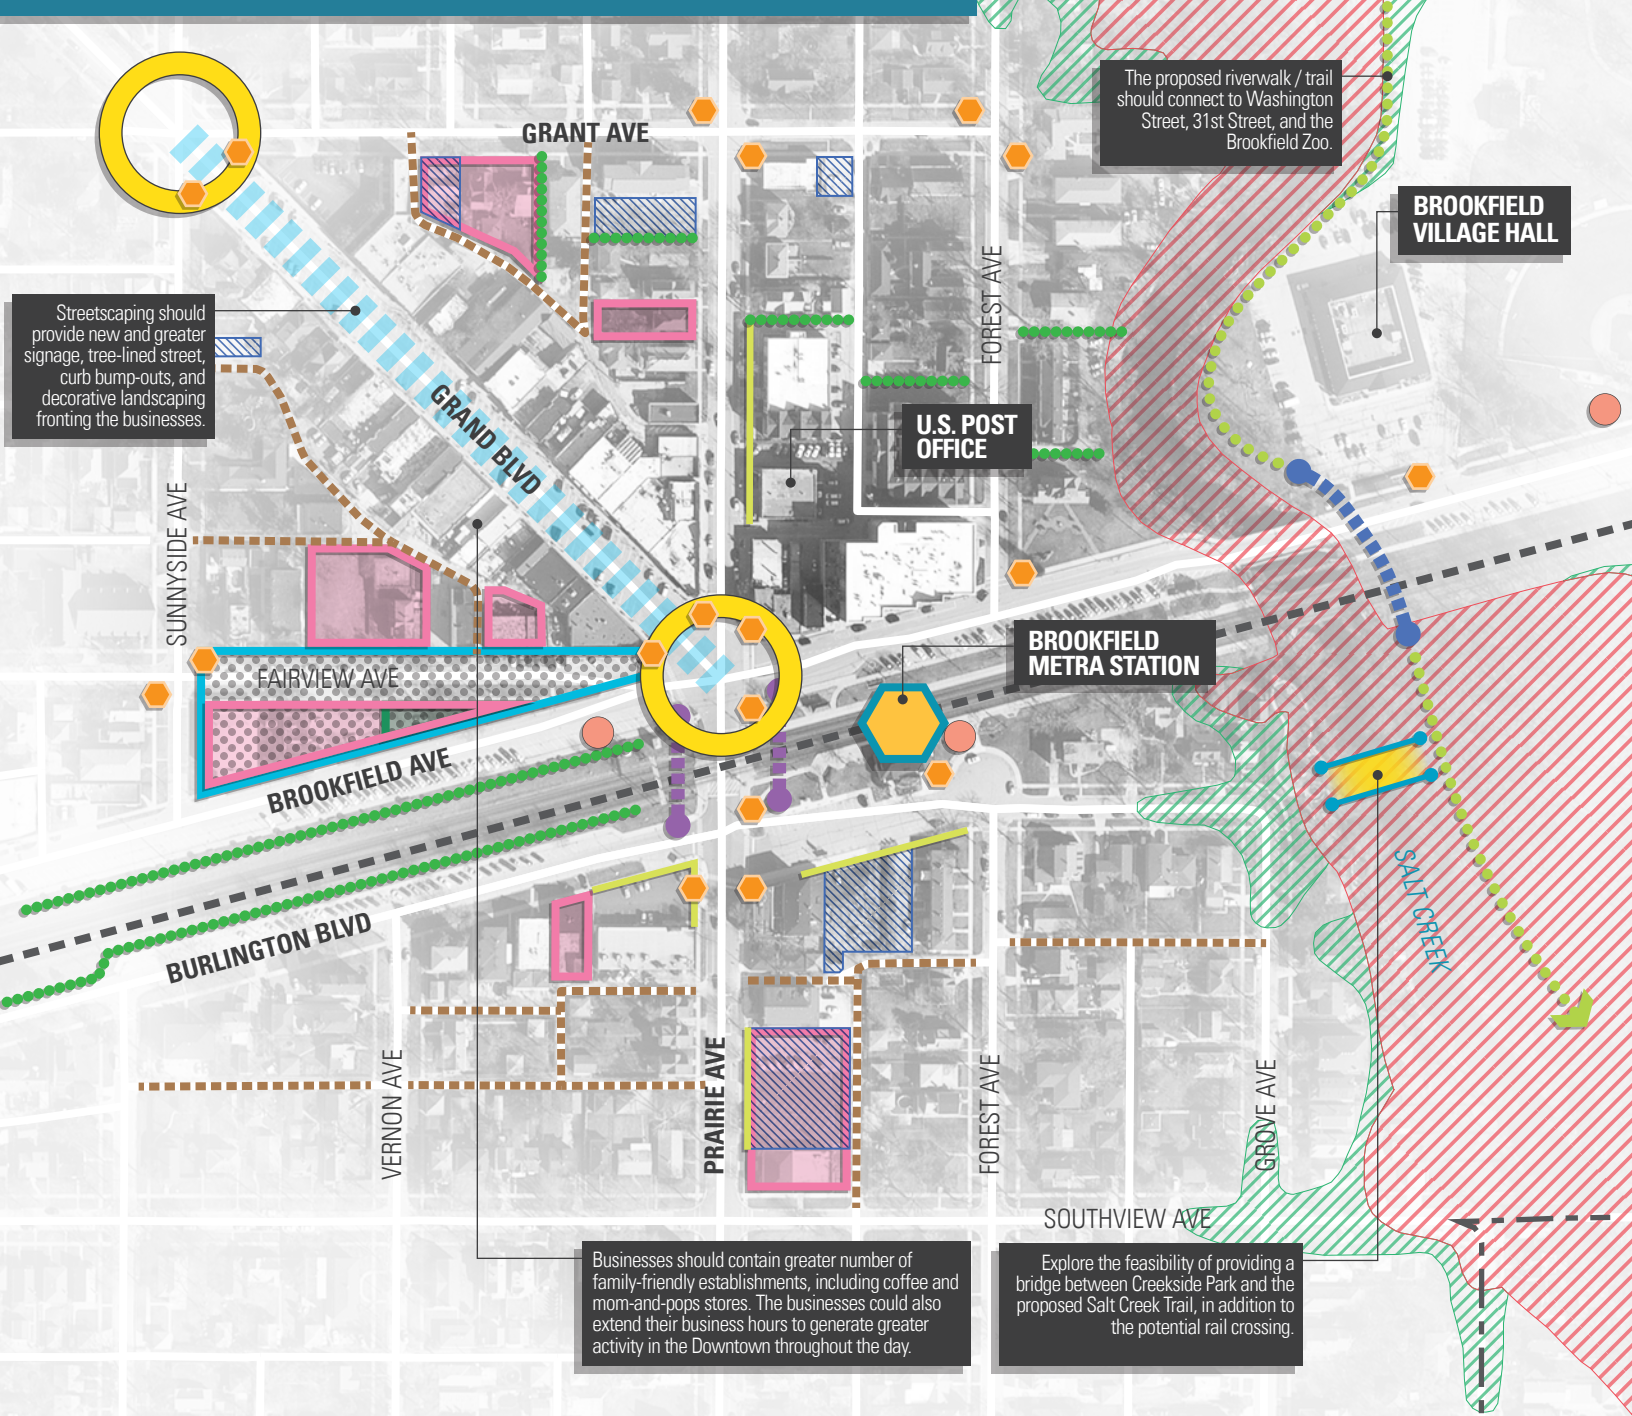 The proposed riverwalk / trail
should connect to Washington
Street, 31st Street, and the
Brookfield Zoo.
GRANT AVE
BROOKFIELD
VILLAGE HALL
FOREST AVE
Streetscaping should
provide new and greater
signage, tree-lined street,
curb bump-outs, and
decorative landscaping
fronting the businesses.
GRAND BLVD
U.S. POST
OFFICE
SUNNYSIDE AVE
BROOKFIELD
METRA STATION
FAIRVIEW AVE
BROOKFIELD AVE
SALT CREEK
BURLINGTON BLVD
VERNON AVE
PRAIRIE AVE
FOREST AVE
GROVE AVE
SOUTHVIEW AVE
Businesses should contain greater number of
family-friendly establishments, including coffee and
mom-and-pops stores. The businesses could also
extend their business hours to generate greater
activity in the Downtown throughout the day.
Explore the feasibility of providing a
bridge between Creekside Park and the
proposed Salt Creek Trail, in addition to
the potential rail crossing.